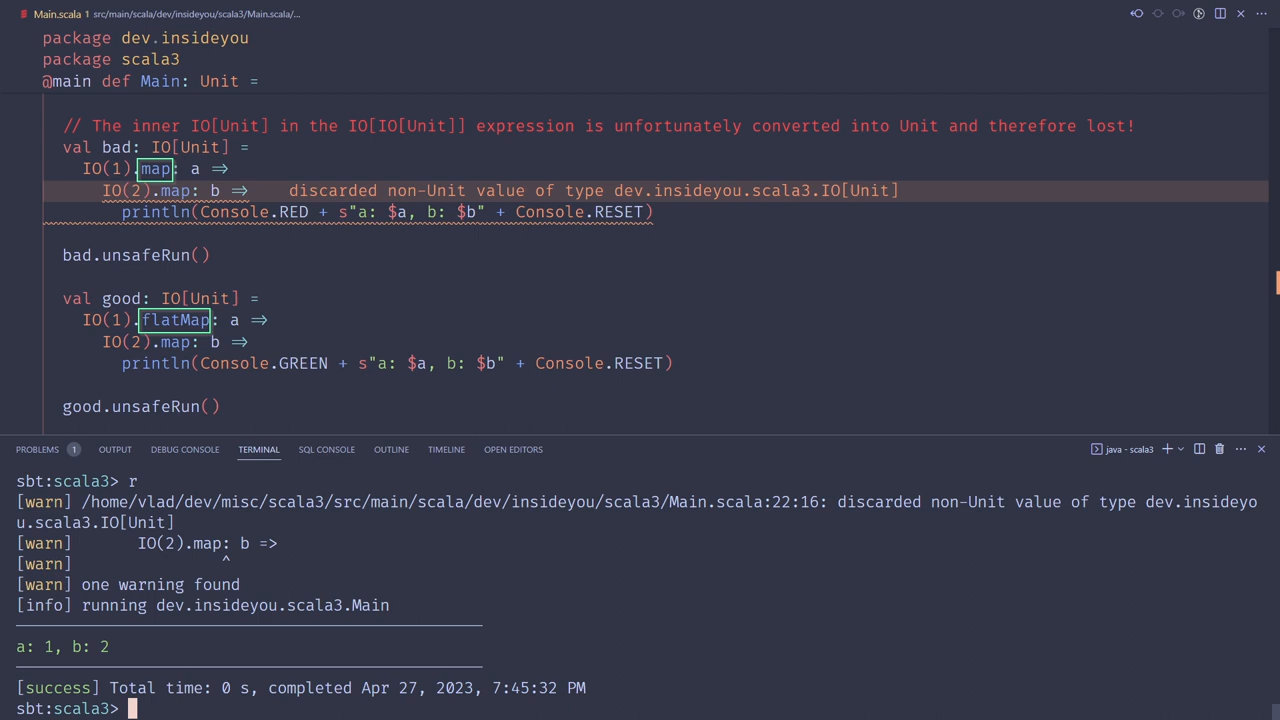 Main.scala 1 src/main/scala/dev/insideyou/scala3/Main.scala/...
package dev.insideyou
package scala3
@main def Main: Unit =
// The inner IO[Unit] in the IO[IO[Unit]] expression is unfortunately converted into Unit and therefore lost!
val bad: IO[Unit] =
IO(1).map: a =>
IO(2).map: b => discarded non-Unit value of type dev.insideyou.scala3.IO[Unit]
println(Console.RED + s"a: $a, b: $b" + Console.RESET)
bad.unsafeRun()
val good: IO[Unit] =
IO(1).flatMap: a =>
IO(2).map: b =>
println(Console.GREEN + s"a: $a, b: $b" + Console.RESET)
good.unsafeRun()
PROBLEMS 1 OUTPUT DEBUG CONSOLE TERMINAL SQL CONSOLE OUTLINE TIMELINE OPEN EDITORS java - scala3
sbt:scala3> r
[warn] /home/vlad/dev/misc/scala3/src/main/scala/dev/insideyou/scala3/Main.scala:22:16: discarded non-Unit value of type dev.insideyo
u.scala3.IO[Unit]
[warn] IO(2).map: b =>
[warn] ^
[warn] one warning found
[info] running dev.insideyou.scala3.Main
a: 1, b: 2
[success] Total time: 0 s, completed Apr 27, 2023, 7:45:32 PM
sbt:scala3>